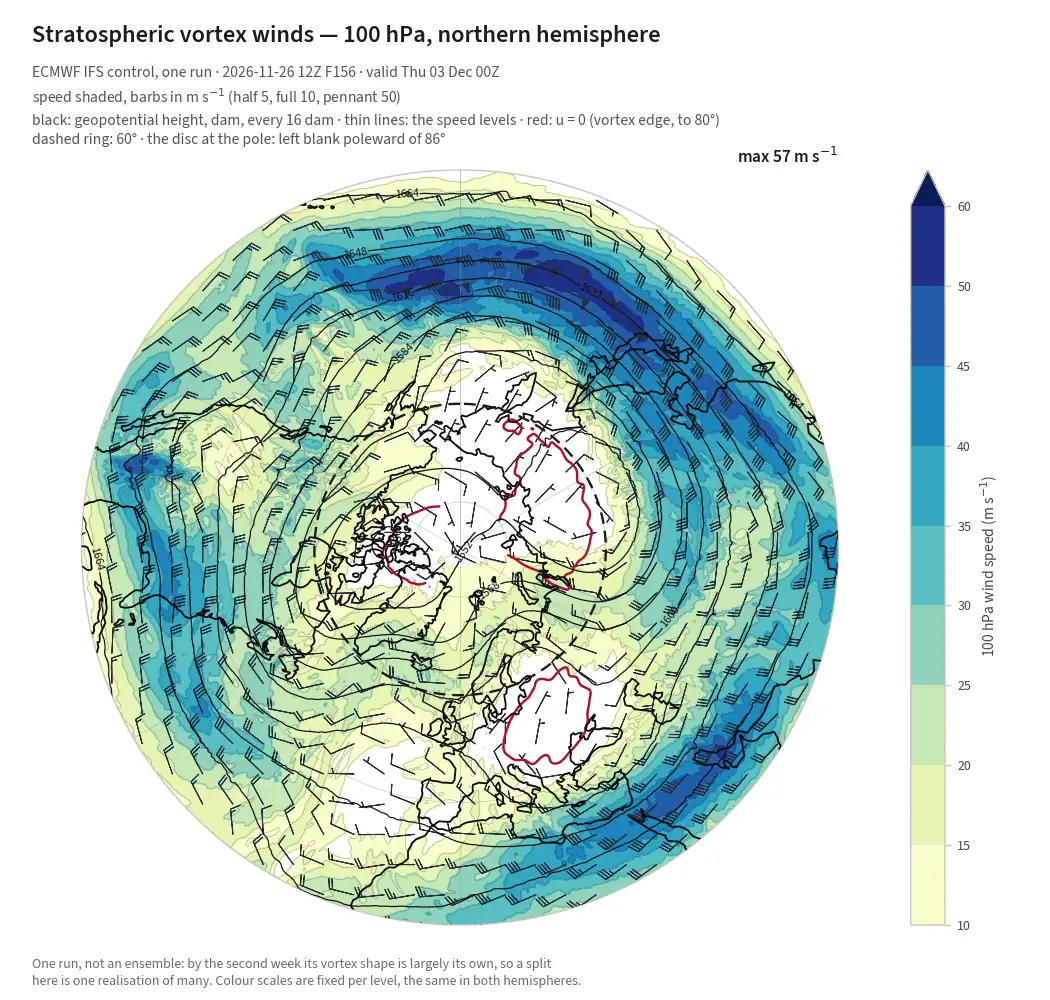 Stratospheric vortex winds — 100 hPa, northern hemisphere
ECMWF IFS control, one run · 2026-11-26 12Z F156 · valid Thu 03 Dec 00Z
speed shaded, barbs in m s⁻¹ (half 5, full 10, pennant 50)
black: geopotential height, dam, every 16 dam · thin lines: the speed levels · red: u = 0 (vortex edge, to 80°)
dashed ring: 60° · the disc at the pole: left blank poleward of 86°
max 57 m s⁻¹
1664
1648
1632
1616
1584
1664
60
50
45
40
35
30
25
20
15
10
100 hPa wind speed (m s⁻¹)
One run, not an ensemble: by the second week its vortex shape is largely its own, so a split
here is one realisation of many. Colour scales are fixed per level, the same in both hemispheres.